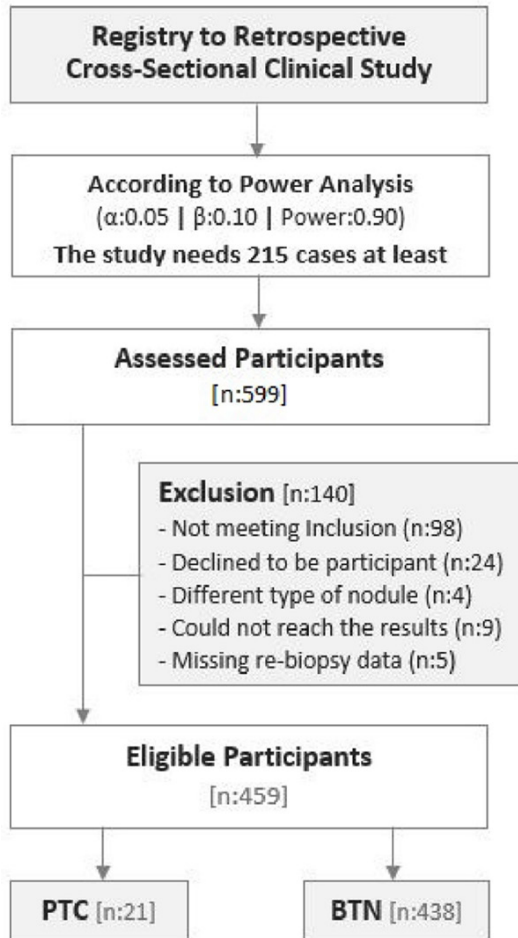 Registry to Retrospective
Cross-Sectional Clinical Study
According to Power Analysis
(α:0.05 | β:0.10 | Power:0.90)
The study needs 215 cases at least
Assessed Participants
[n:599]
Exclusion [n:140]
- Not meeting Inclusion (n:98)
- Declined to be participant (n:24)
- Different type of nodule (n:4)
- Could not reach the results (n:9)
- Missing re-biopsy data (n:5)
Eligible Participants
[n:459]
PTC [n:21]
BTN [n:438]